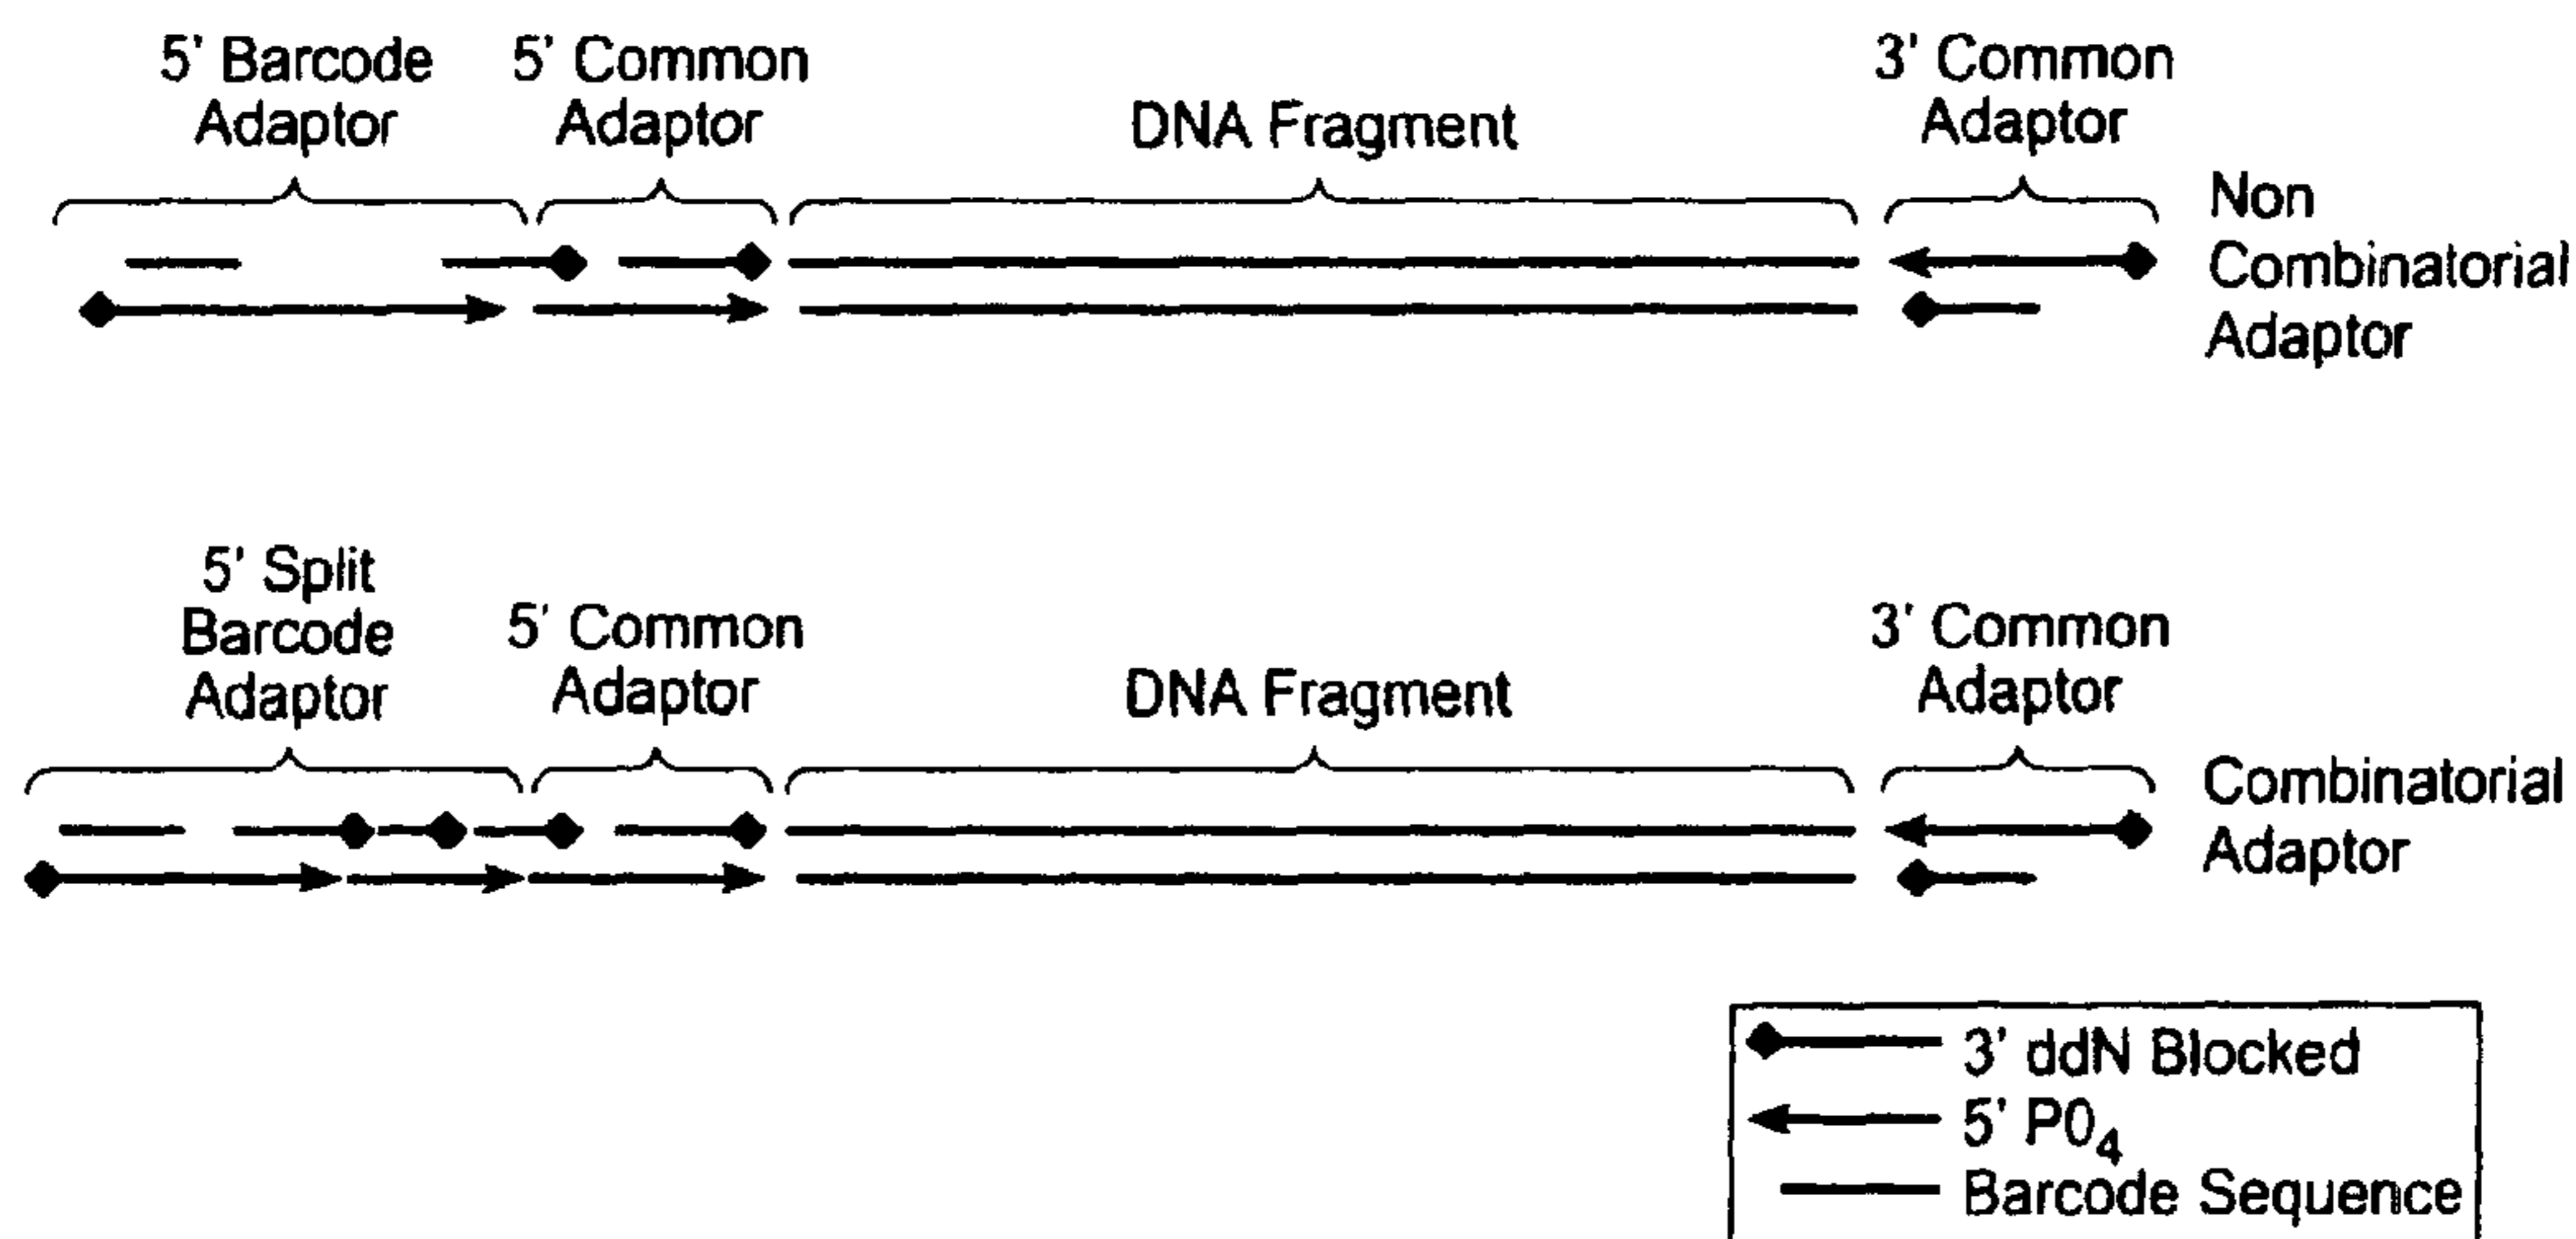 5' Barcode
Adaptor
5' Common
Adaptor
DNA Fragment
3' Common
Adaptor
Non
Combinatorial
Adaptor
5' Split
Barcode
Adaptor
5' Common
Adaptor
DNA Fragment
3' Common
Adaptor
Combinatorial
Adaptor
3' ddN Blocked
5' P0₄
Barcode Sequence